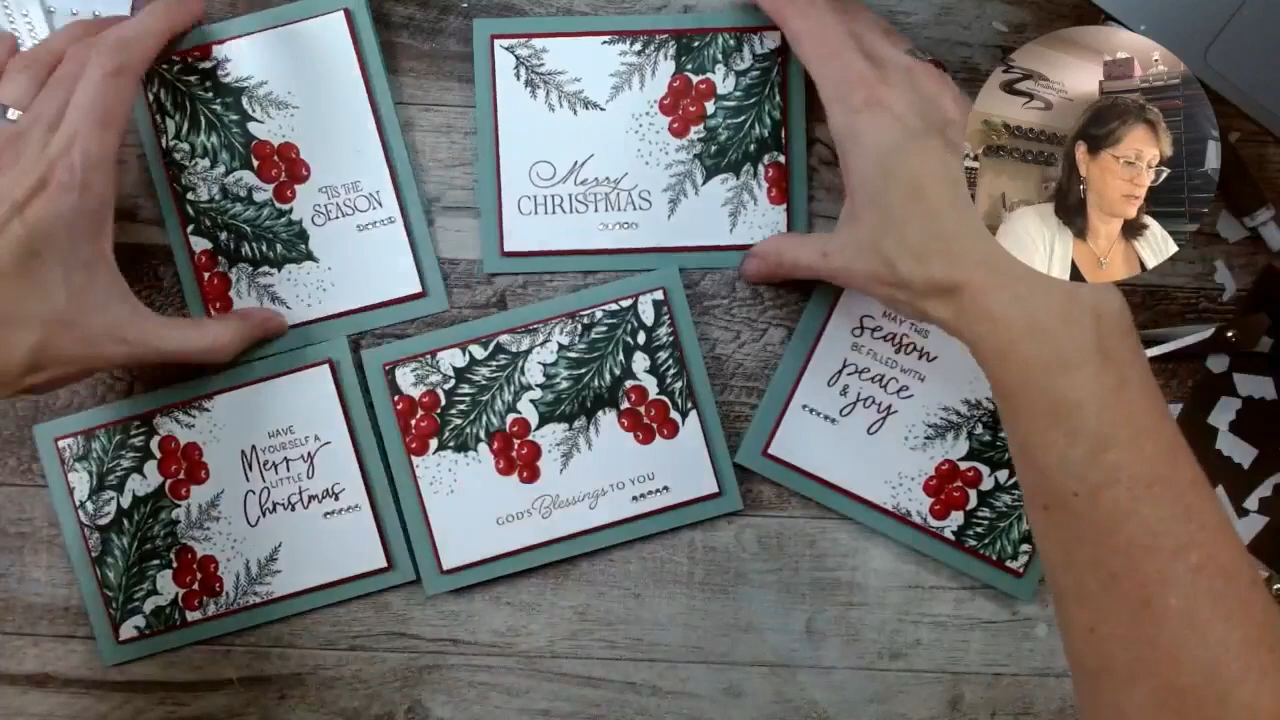 'TIS THE
SEASON
Merry
CHRISTMAS
MAY THIS
Season
BE FILLED WITH
peace
& joy
HAVE
YOURSELF A
Merry
LITTLE
Christmas
GOD'S Blessings TO YOU